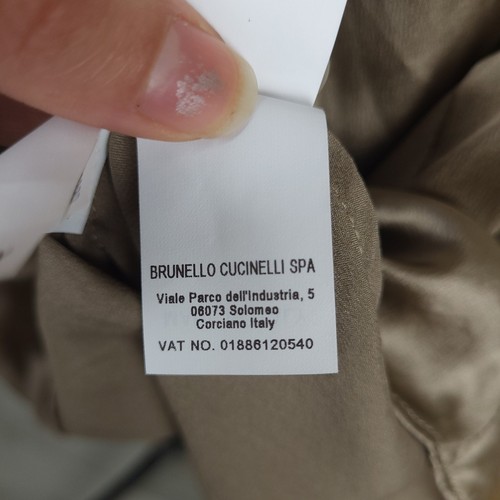 BRUNELLO CUCINELLI SPA
Viale Parco dell'Industria, 5
06073 Solomeo
Corciano Italy
VAT NO. 01886120540